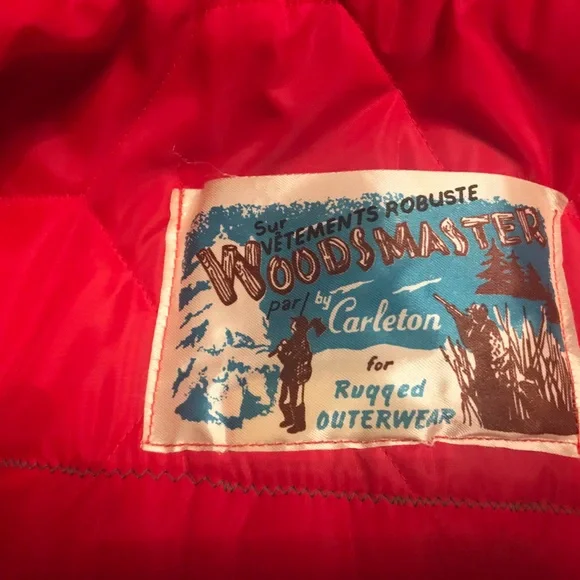 Sur
VÊTEMENTS ROBUSTE
WOODSMASTER
par/by
Carleton
for
Rugged
OUTERWEAR